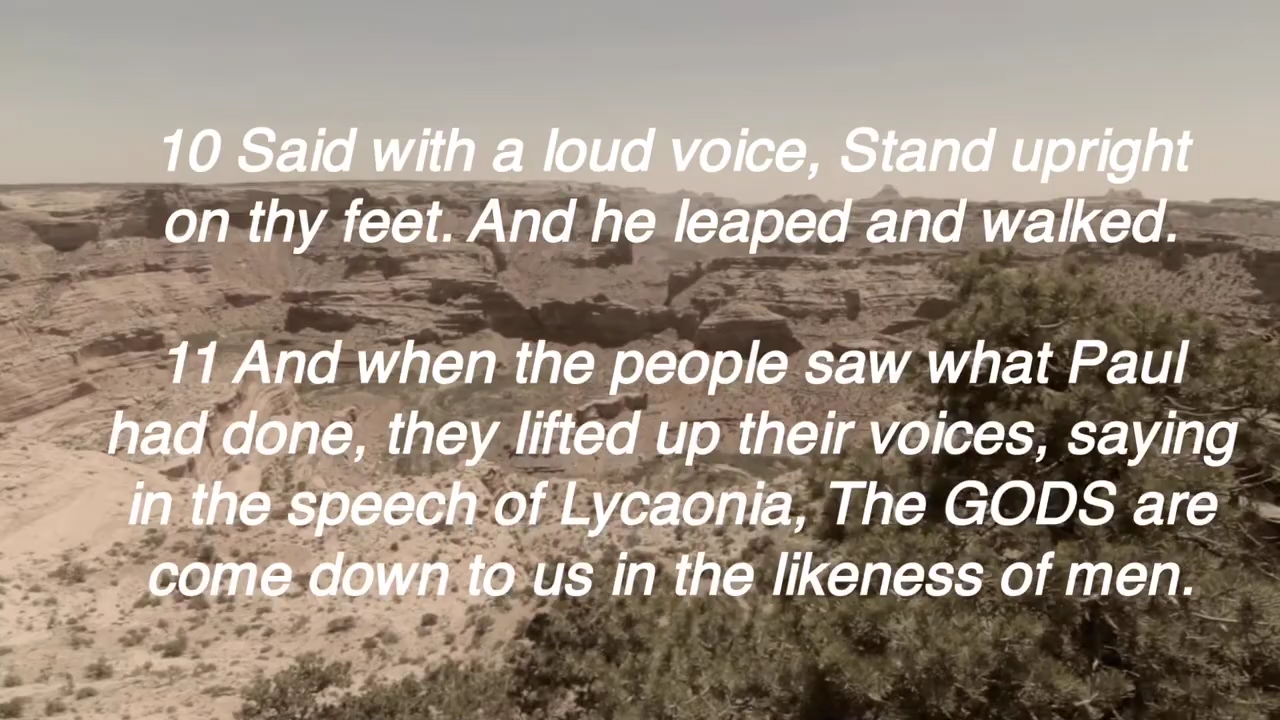 10 Said with a loud voice, Stand upright
on thy feet. And he leaped and walked.
11 And when the people saw what Paul
had done, they lifted up their voices, saying
in the speech of Lycaonia, The GODS are
come down to us in the likeness of men.